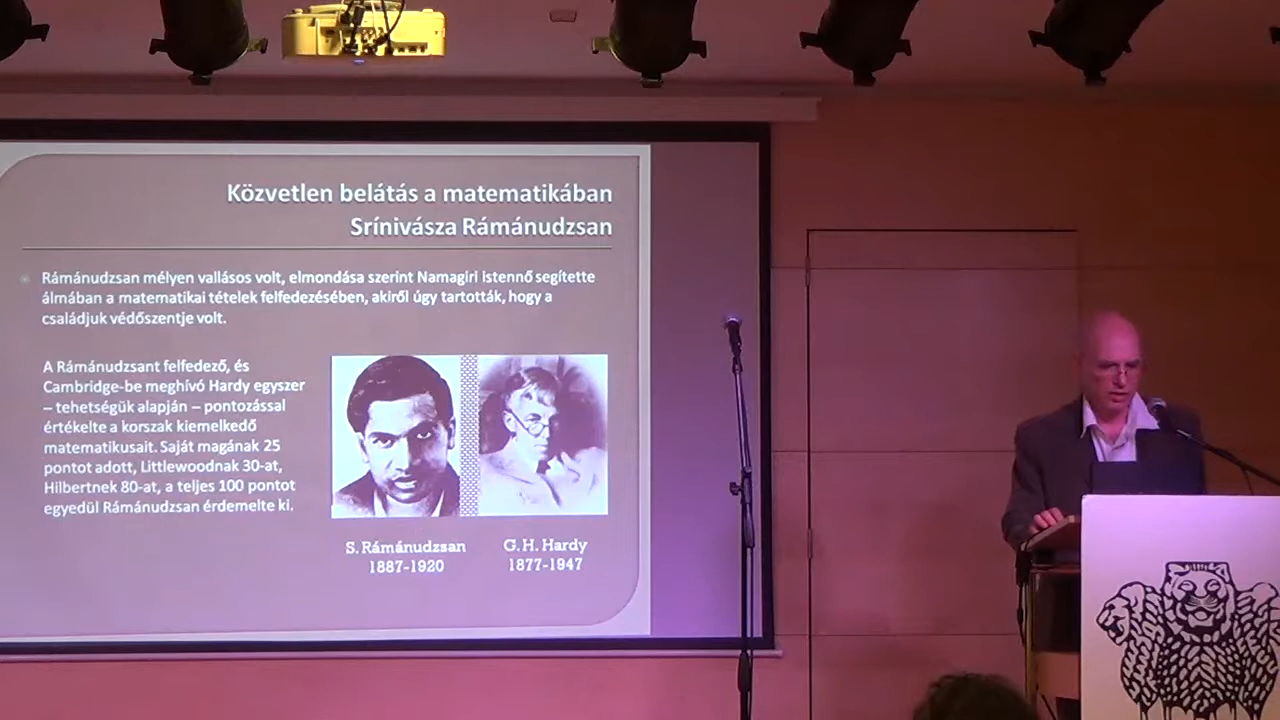 Közvetlen belátás a matematikában
Srínivásza Rámánudzsan
Rámánudzsan mélyen vallásos volt, elmondása szerint Namagiri istennő segítette
álmában a matematikai tételek felfedezésében, akiről úgy tartották, hogy a
családjuk védőszentje volt.
A Rámánudzsant felfedező, és
Cambridge-be meghívó Hardy egyszer
– tehetségük alapján – pontozással
értékelte a korszak kiemelkedő
matematikusait. Saját magának 25
pontot adott, Littlewoodnak 30-at,
Hilbertnek 80-at, a teljes 100 pontot
egyedül Rámánudzsan érdemelte ki.
S. Rámánudzsan
1887-1920
G. H. Hardy
1877-1947